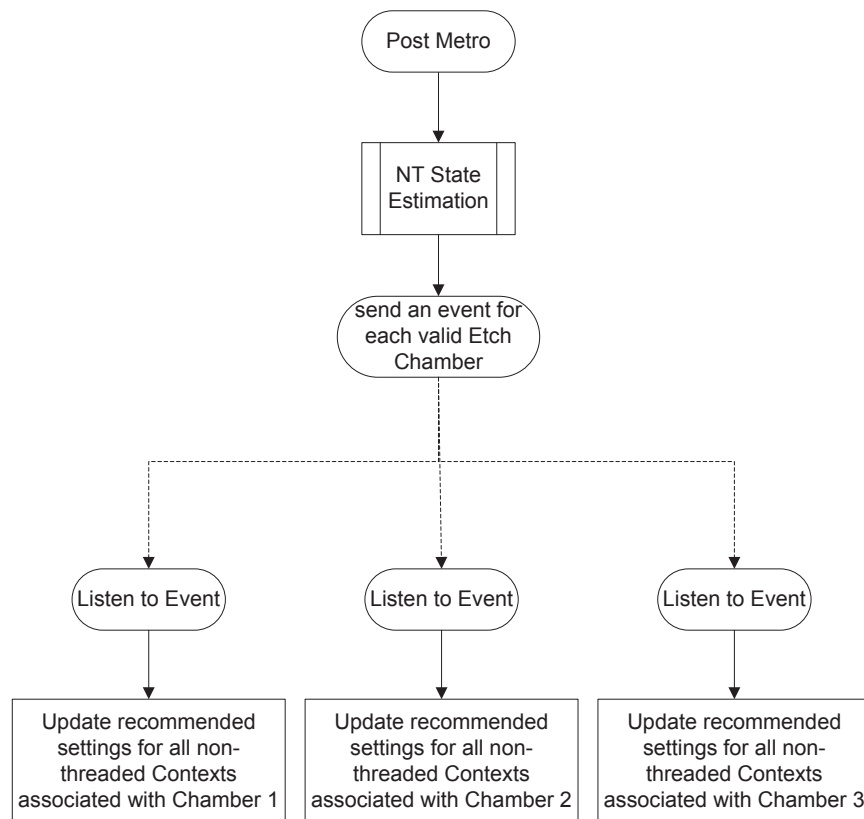 Post Metro
NT State
Estimation
send an event for
each valid Etch
Chamber
Listen to Event
Listen to Event
Listen to Event
Update recommended
settings for all non-
threaded Contexts
associated with Chamber 1
Update recommended
settings for all non-
threaded Contexts
associated with Chamber 2
Update recommended
settings for all non-
threaded Contexts
associated with Chamber 3